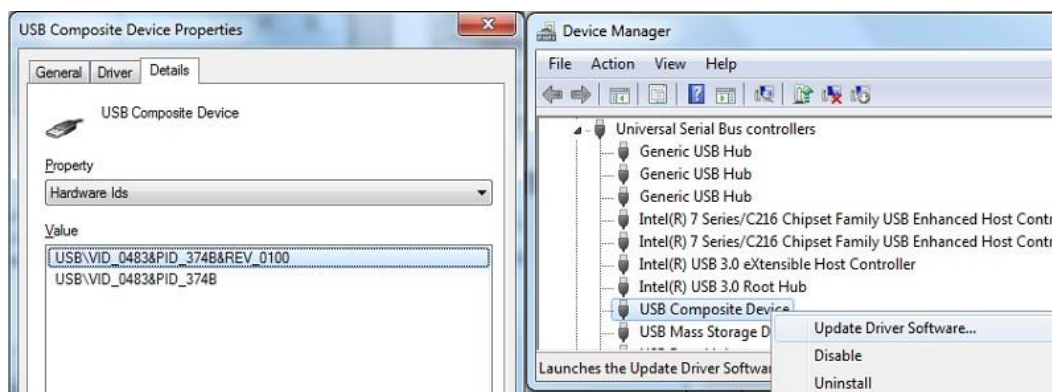 USB Composite Device Properties
General Driver Details
USB Composite Device
Property
Hardware Ids
Value
USB\VID_0483&PID_374B&REV_0100
USB\VID_0483&PID_374B
Device Manager
File Action View Help
Universal Serial Bus controllers
Generic USB Hub
Generic USB Hub
Generic USB Hub
Intel(R) 7 Series/C216 Chipset Family USB Enhanced Host Contr
Intel(R) 7 Series/C216 Chipset Family USB Enhanced Host Contr
Intel(R) USB 3.0 eXtensible Host Controller
Intel(R) USB 3.0 Root Hub
USB Composite Device
USB Mass Storage D
Launches the Update Driver Softwa
Update Driver Software...
Disable
Uninstall